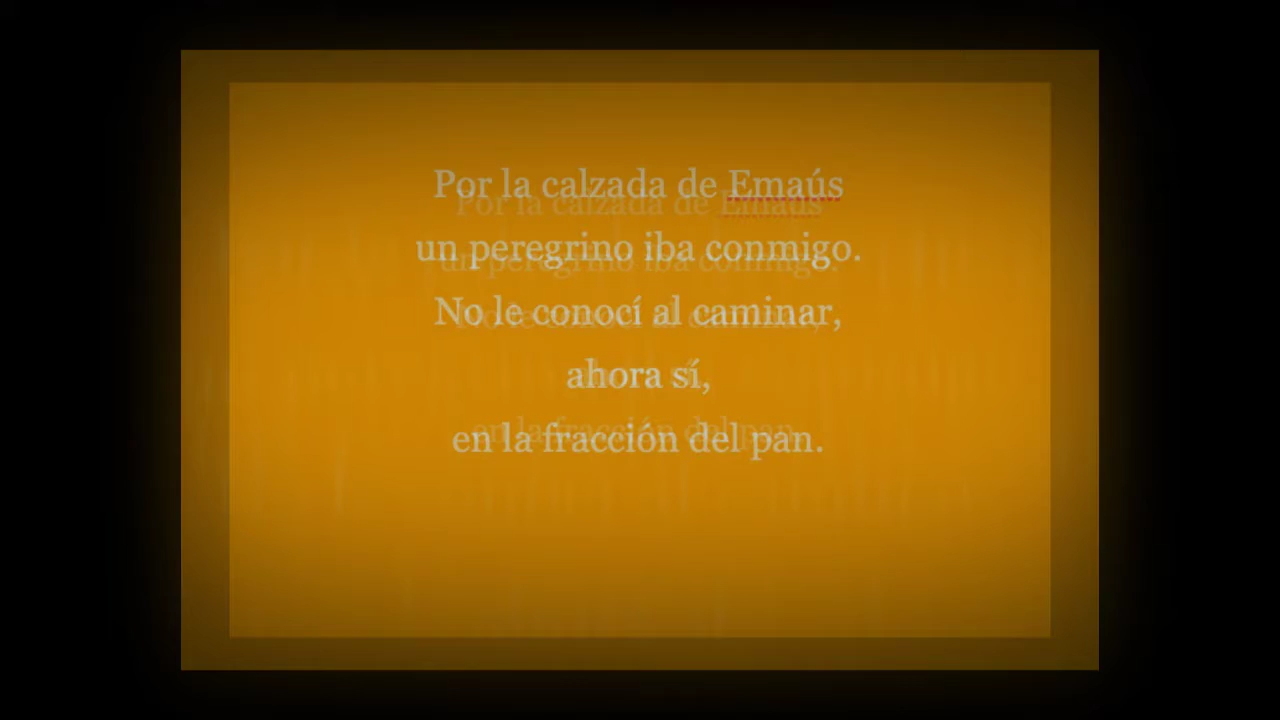 Por la calzada de Emaús
un peregrino iba conmigo.
No le conocí al caminar,
ahora sí,
en la fracción del pan.